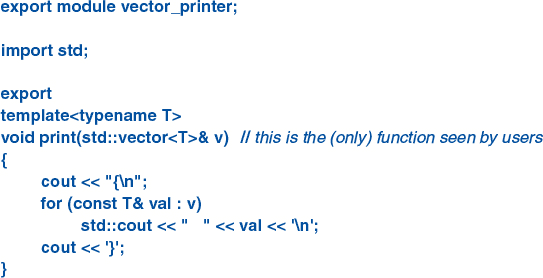 export module vector_printer;
import std;
export
template<typename T>
void print(std::vector<T>& v) // this is the (only) function seen by users
{
cout << "{\n";
for (const T& val : v)
std::cout << "  " << val << '\n';
cout << '}';
}